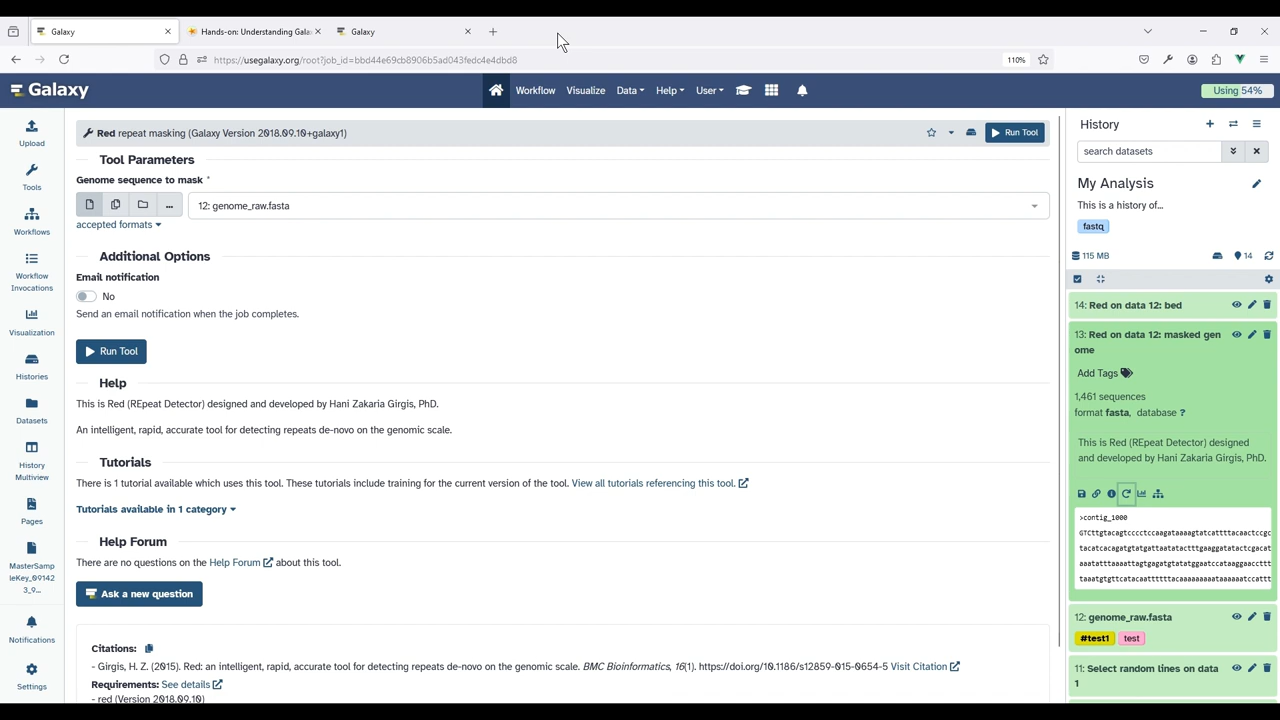 Galaxy
Hands-on: Understanding Gala
Galaxy
https://usegalaxy.org/root?job_id=bbd44e69cb8906b5ad043fedc4e4dbd8
110%
Galaxy
Workflow
Visualize
Data
Help
User
Using 54%
Upload
Tools
Workflows
Workflow
Invocations
Visualization
Histories
Datasets
History
Multiview
Pages
MasterSamp
leKey_09142
3_9...
Notifications
Settings
Red repeat masking (Galaxy Version 2018.09.10+galaxy1)
Run Tool
Tool Parameters
Genome sequence to mask *
...
12: genome_raw.fasta
accepted formats
Additional Options
Email notification
No
Send an email notification when the job completes.
Run Tool
Help
This is Red (REpeat Detector) designed and developed by Hani Zakaria Girgis, PhD.
An intelligent, rapid, accurate tool for detecting repeats de-novo on the genomic scale.
Tutorials
There is 1 tutorial available which uses this tool. These tutorials include training for the current version of the tool. View all tutorials referencing this tool.
Tutorials available in 1 category
Help Forum
There are no questions on the Help Forum about this tool.
Ask a new question
Citations:
- Girgis, H. Z. (2015). Red: an intelligent, rapid, accurate tool for detecting repeats de-novo on the genomic scale. BMC Bioinformatics, 16(1). https://doi.org/10.1186/s12859-015-0654-5 Visit Citation
Requirements: See details
- red (Version 2018.09.10)
History
search datasets
My Analysis
This is a history of...
fastq
115 MB
14
14: Red on data 12: bed
13: Red on data 12: masked gen
ome
Add Tags
1,461 sequences
format fasta, database ?
This is Red (REpeat Detector) designed
and developed by Hani Zakaria Girgis, PhD.
>contig_1000
GTCttgtacagtcccctccaagataaaagtatcattttacaactccgc
tacatcacagatgtatgattaatatactttgaaggatatactcgacat
aaatatttaaaattagtgagatgtatatggaatccataaggaaccttt
taaatgtgttcatacaattttttacaaaaaaaaataaaaaatccattt
12: genome_raw.fasta
#test1
test
11: Select random lines on data
1